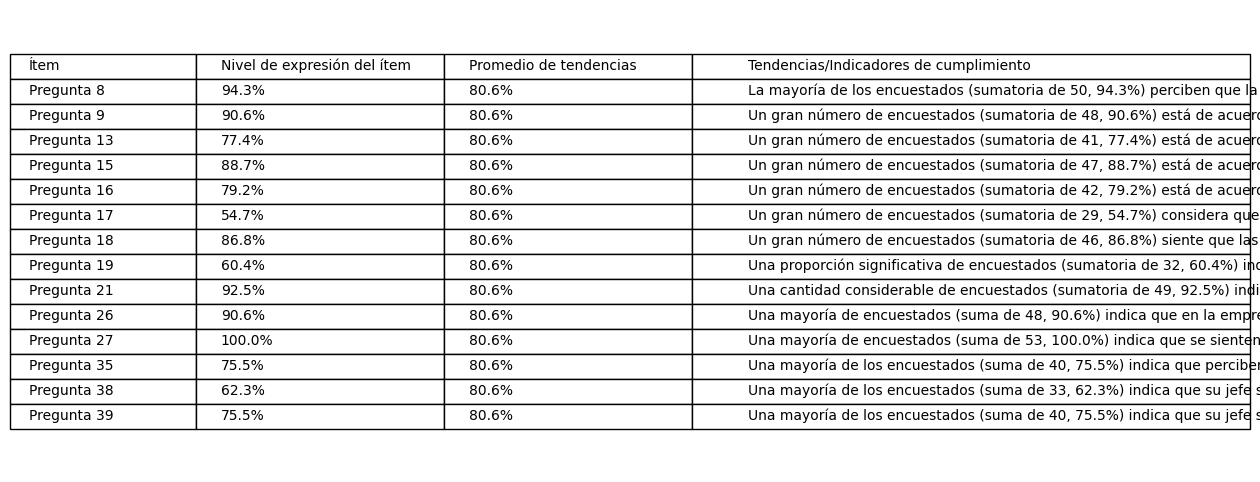 Ítem Nivel de expresión del ítem Promedio de tendencias Tendencias/Indicadores de cumplimiento
Pregunta 8 94.3% 80.6% La mayoría de los encuestados (sumatoria de 50, 94.3%) perciben que la
Pregunta 9 90.6% 80.6% Un gran número de encuestados (sumatoria de 48, 90.6%) está de
Pregunta 13 77.4% 80.6% Un gran número de encuestados (sumatoria de 41, 77.4%) está de
Pregunta 15 88.7% 80.6% Un gran número de encuestados (sumatoria de 47, 88.7%) está de
Pregunta 16 79.2% 80.6% Un gran número de encuestados (sumatoria de 42, 79.2%) está de
Pregunta 17 54.7% 80.6% Un gran número de encuestados (sumatoria de 29, 54.7%) considera que
Pregunta 18 86.8% 80.6% Un gran número de encuestados (sumatoria de 46, 86.8%) siente que las
Pregunta 19 60.4% 80.6% Una proporción significativa de encuestados (sumatoria de 32, 60.4%)
Pregunta 21 92.5% 80.6% Una cantidad considerable de encuestados (sumatoria de 49, 92.5%)
Pregunta 26 90.6% 80.6% Una mayoría de encuestados (suma de 48, 90.6%) indica que en la
Pregunta 27 100.0% 80.6% Una mayoría de encuestados (suma de 53, 100.0%) indica que se sienten
Pregunta 35 75.5% 80.6% Una mayoría de los encuestados (suma de 40, 75.5%) indica que perciben
Pregunta 38 62.3% 80.6% Una mayoría de los encuestados (suma de 33, 62.3%) indica que su jefe
Pregunta 39 75.5% 80.6% Una mayoría de los encuestados (suma de 40, 75.5%) indica que su jefe